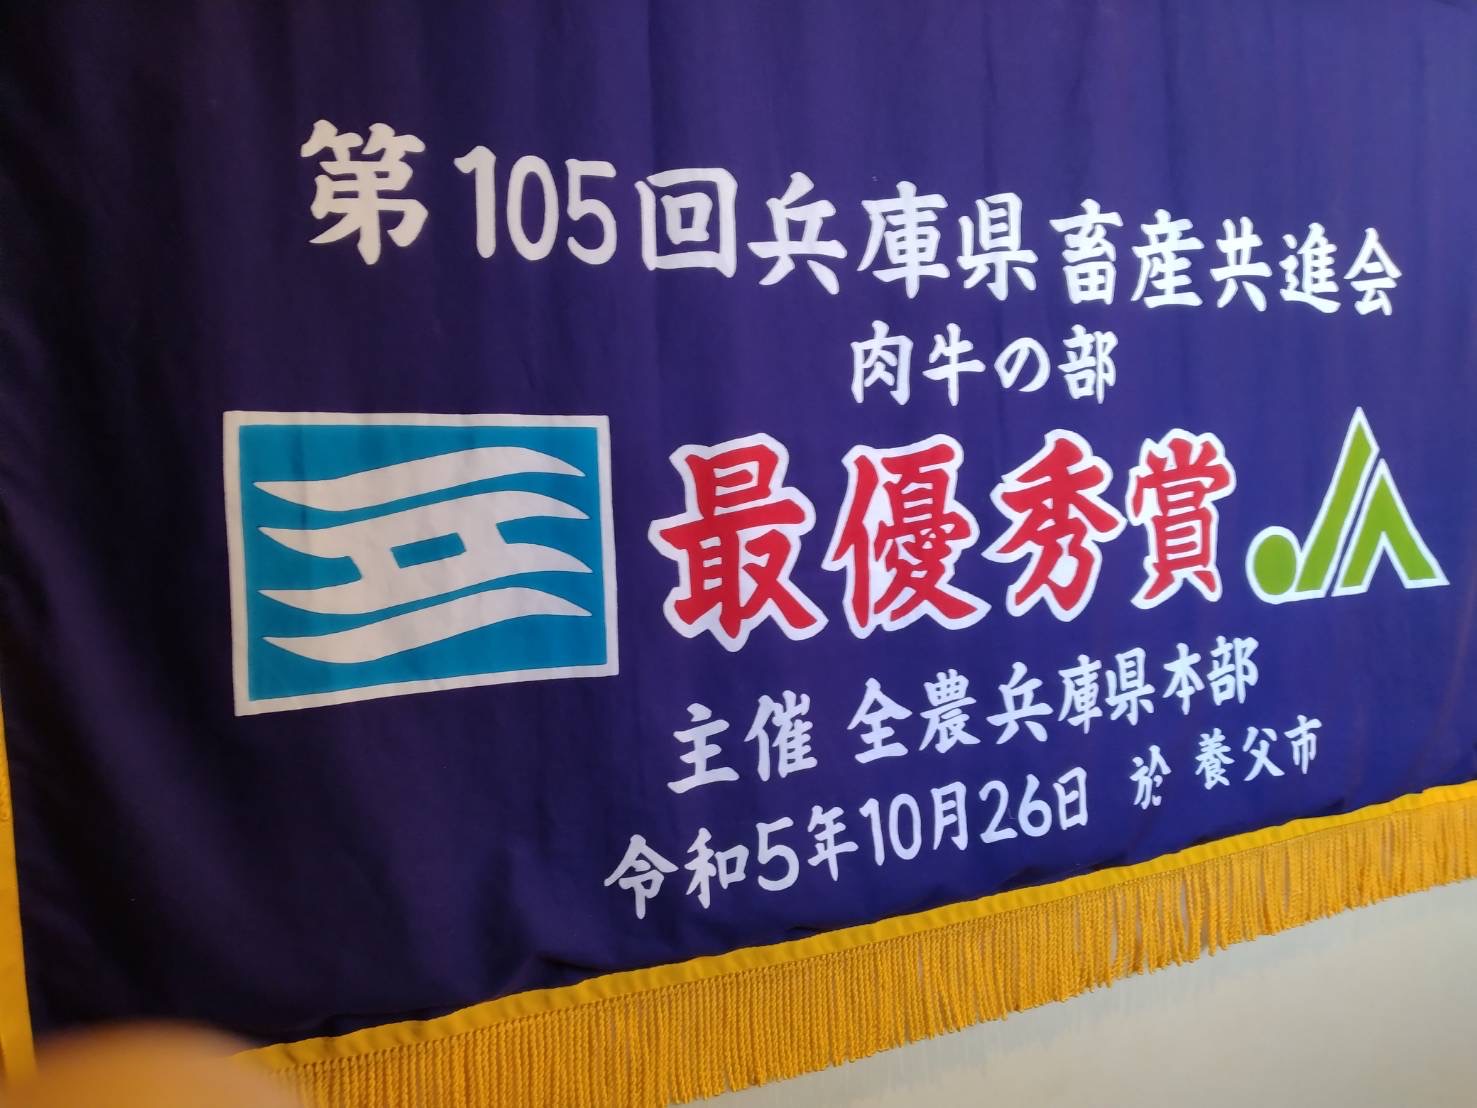 第105回兵庫県畜産共進会
肉牛の部
最優秀賞 JA
主催 全農兵庫県本部
令和5年10月26日 於 養父市